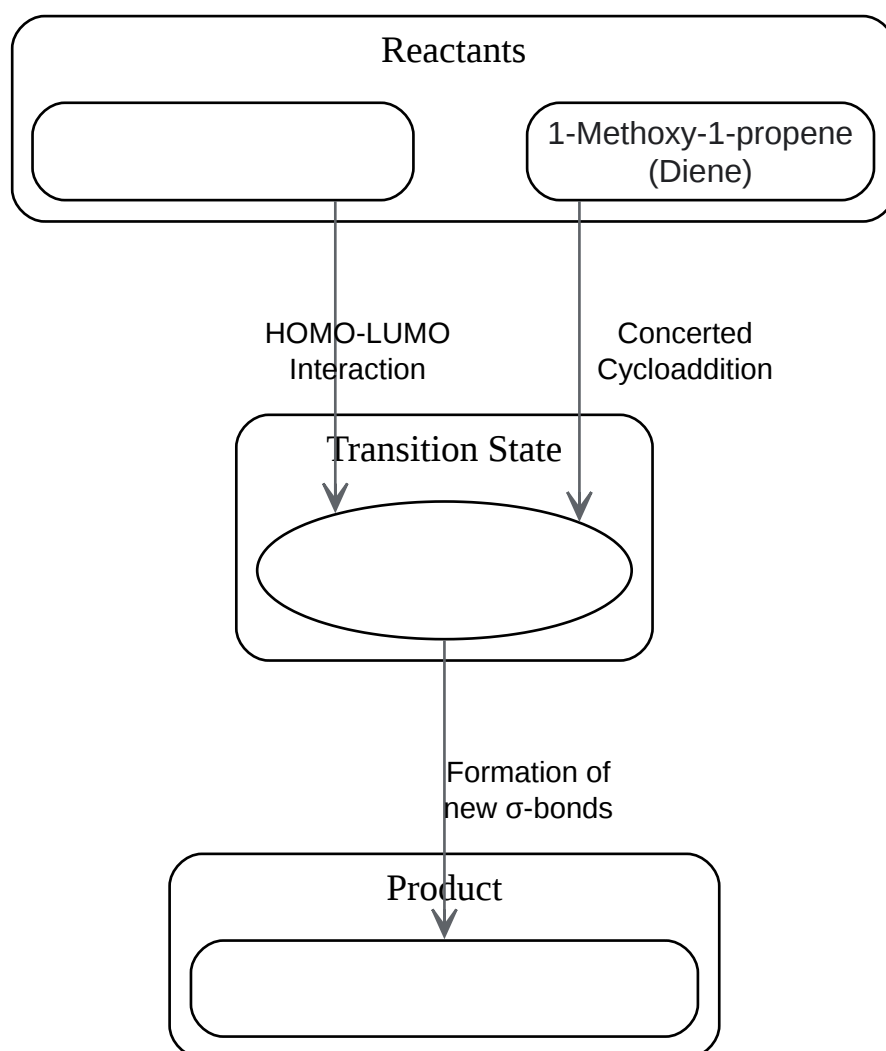 Reactants
1-Methoxy-1-propene
(Diene)
HOMO-LUMO
Interaction
Concerted
Cycloaddition
Transition State
Formation of
new σ-bonds
Product